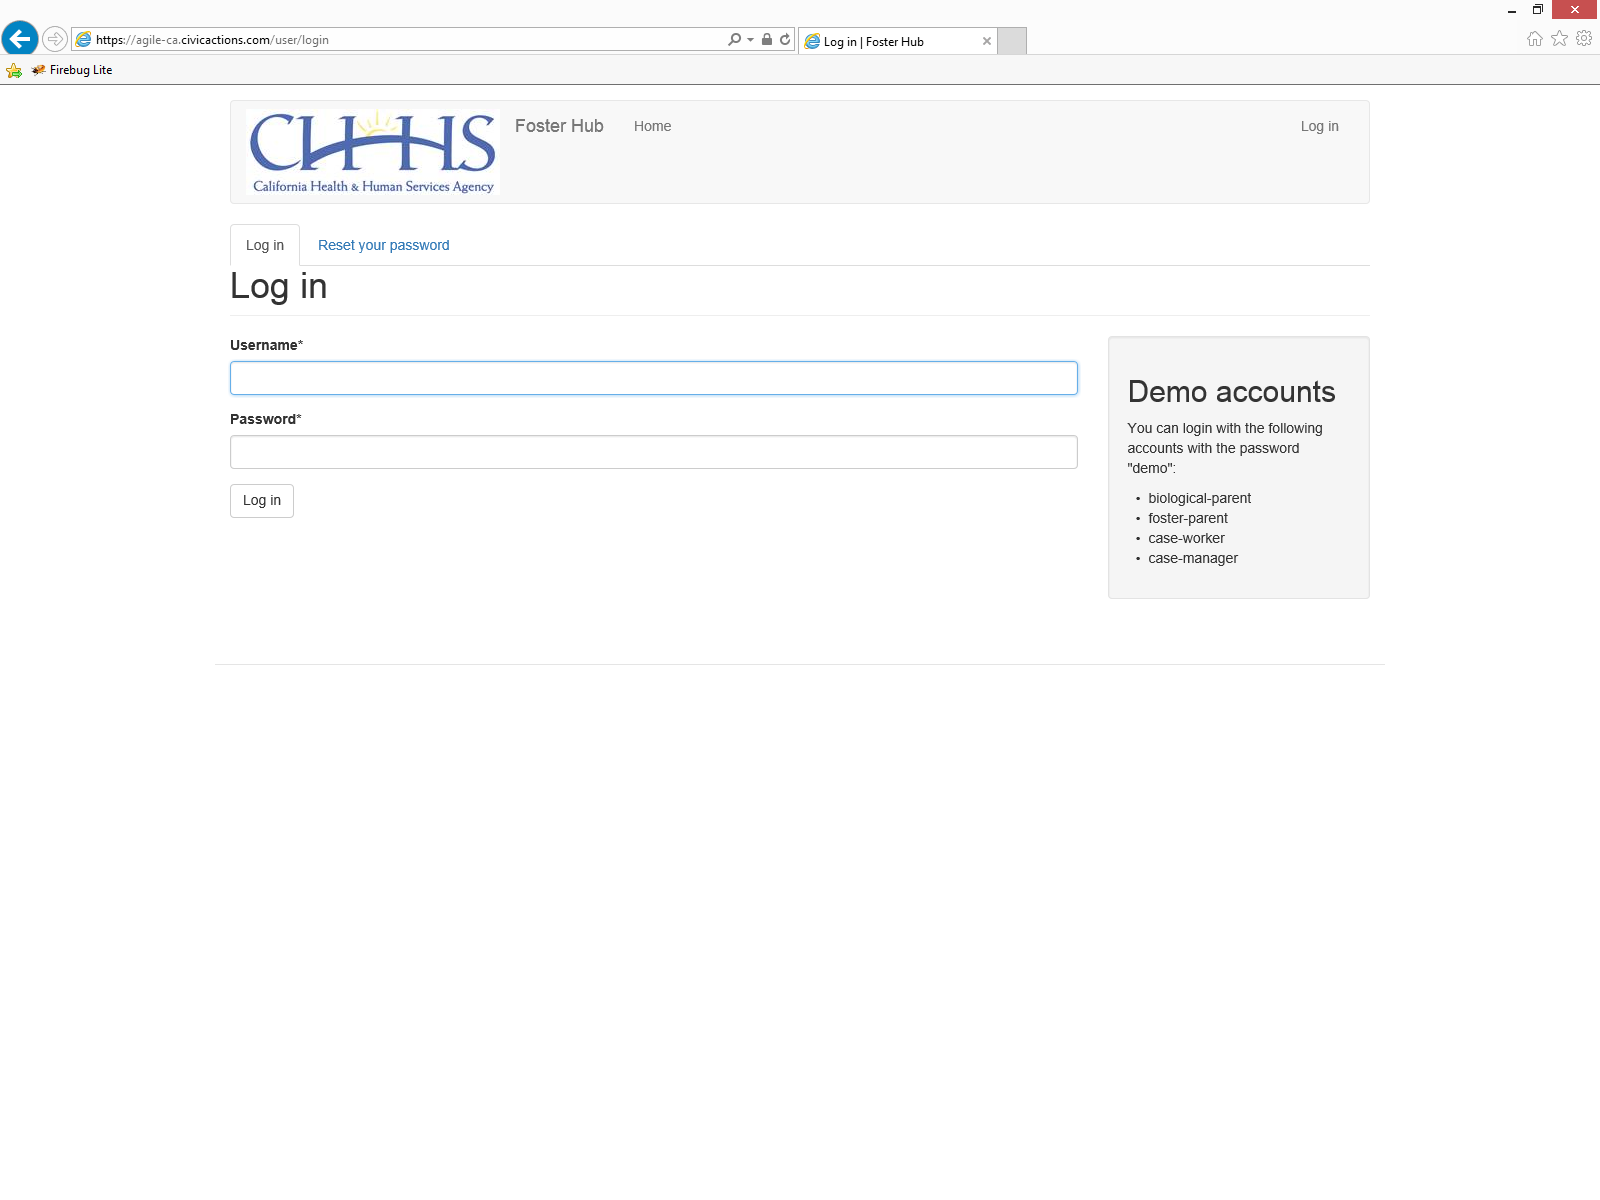 https://agile-ca.civicactions.com/user/login
Log in | Foster Hub
Firebug Lite
CHHS
California Health & Human Services Agency
Foster Hub
Home
Log in
Log in
Reset your password
Log in
Username*
Password*
Log in
Demo accounts
You can login with the following
accounts with the password
"demo":
• biological-parent
• foster-parent
• case-worker
• case-manager